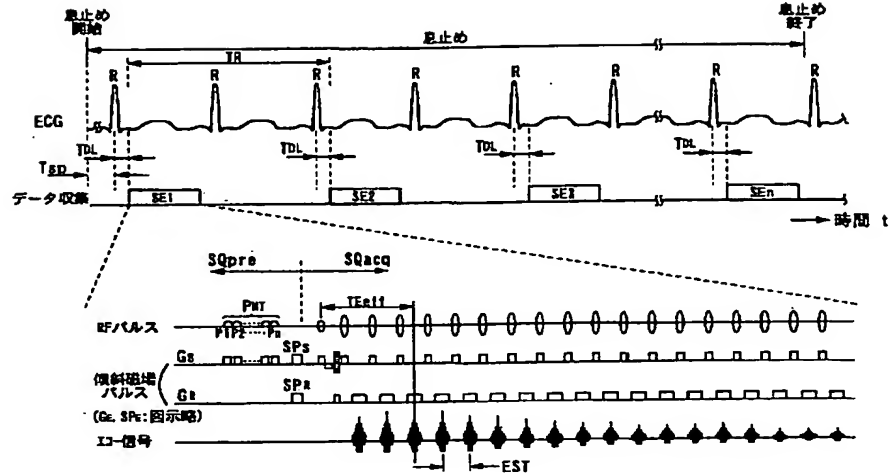 息止め
開始
息止め
終了
息止め
TR
R R R R R R R R
ECG
TDL TDL TDL TDL
TSD
データ収集 SE1 SE2 SE3 SEn
時間 t
SQpre SQacq
PMT TEeff
RFパルス P1P2 Pn
SPS
GS
傾斜磁場
パルス
SPR
GR
(GE, SPE:図示略)
エコー信号
EST